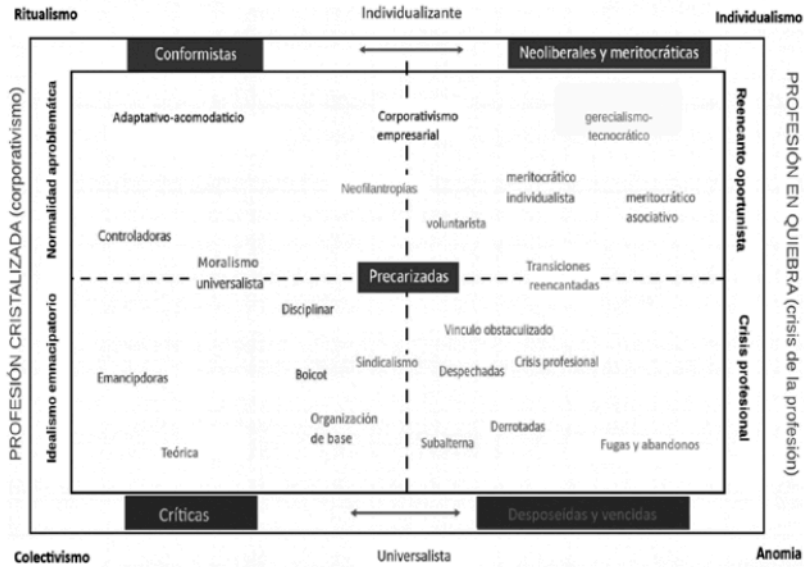 Ritualismo
Individualizante
Individualismo
Conformistas
Neoliberales y meritocráticas
PROFESIÓN CRISTALIZADA (corporativismo)
Normalidad aproblemátca
Idealismo emnacipatorio
Adaptativo-acomodaticio
Corporativismo
empresarial
gerecialismo-
tecnocrático
Neofilantropías
meritocrático
individualista
meritocrático
asociativo
voluntarista
Controladoras
Moralismo
universalista
Precarizadas
Transiciones
reencantadas
Disciplinar
Vinculo obstaculizado
Sindicalismo
Crisis profesional
Despechadas
Emancipdoras
Boicot
Organización
de base
Derrotadas
Subalterna
Fugas y abandonos
Teórica
Reencanto oportunista
Crisis profesional
PROFESIÓN EN QUIEBRA (crisis de la profesión)
Críticas
Desposeídas y vencidas
Colectivismo
Universalista
Anomia